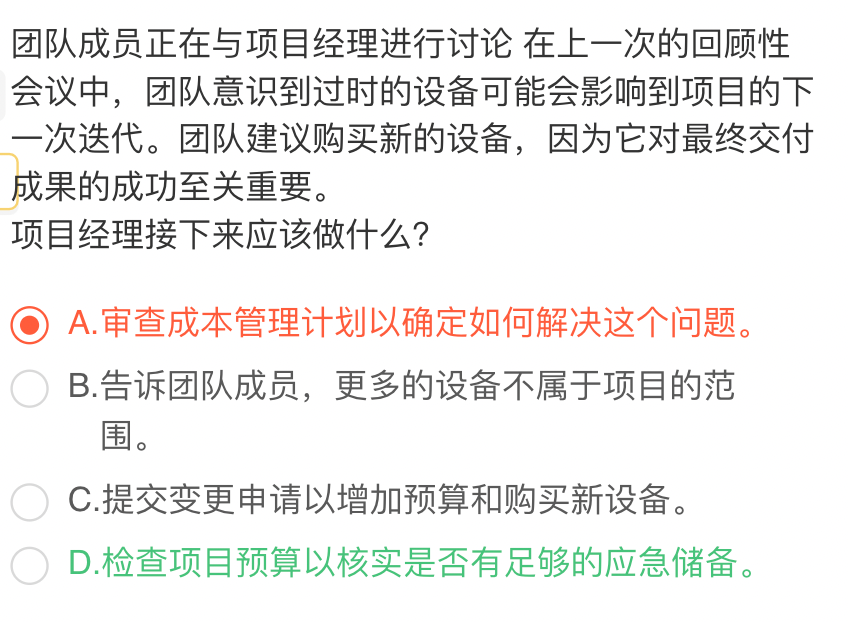 团队成员正在与项目经理进行讨论 在上一次的回顾性
会议中，团队意识到过时的设备可能会影响到项目的下
一次迭代。团队建议购买新的设备，因为它对最终交付
成果的成功至关重要。
项目经理接下来应该做什么？
A.审查成本管理计划以确定如何解决这个问题。
B.告诉团队成员，更多的设备不属于项目的范
围。
C.提交变更申请以增加预算和购买新设备。
D.检查项目预算以核实是否有足够的应急储备。